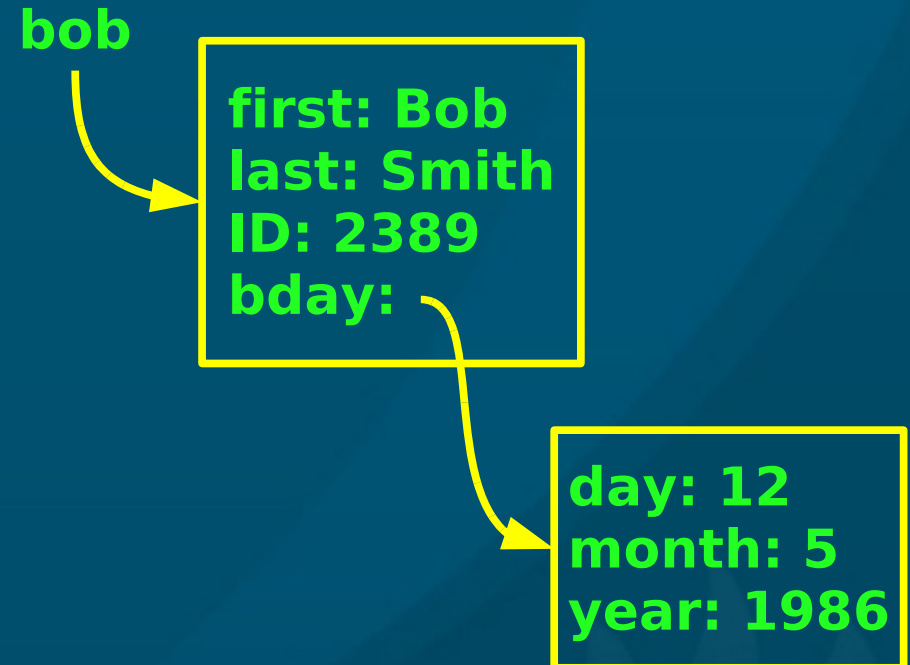 bob
first: Bob
last: Smith
ID: 2389
bday:
day: 12
month: 5
year: 1986